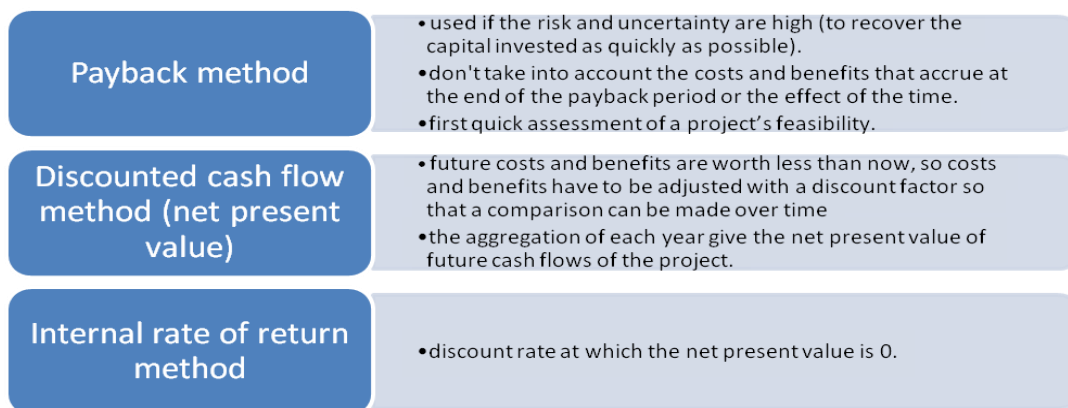 Payback method
•used if the risk and uncertainty are high (to recover the
capital invested as quickly as possible).
•don't take into account the costs and benefits that accrue at
the end of the payback period or the effect of the time.
•first quick assessment of a project’s feasibility.
Discounted cash flow
method (net present
value)
•future costs and benefits are worth less than now, so costs
and benefits have to be adjusted with a discount factor so
that a comparison can be made over time
•the aggregation of each year give the net present value of
future cash flows of the project.
Internal rate of return
method
•discount rate at which the net present value is 0.